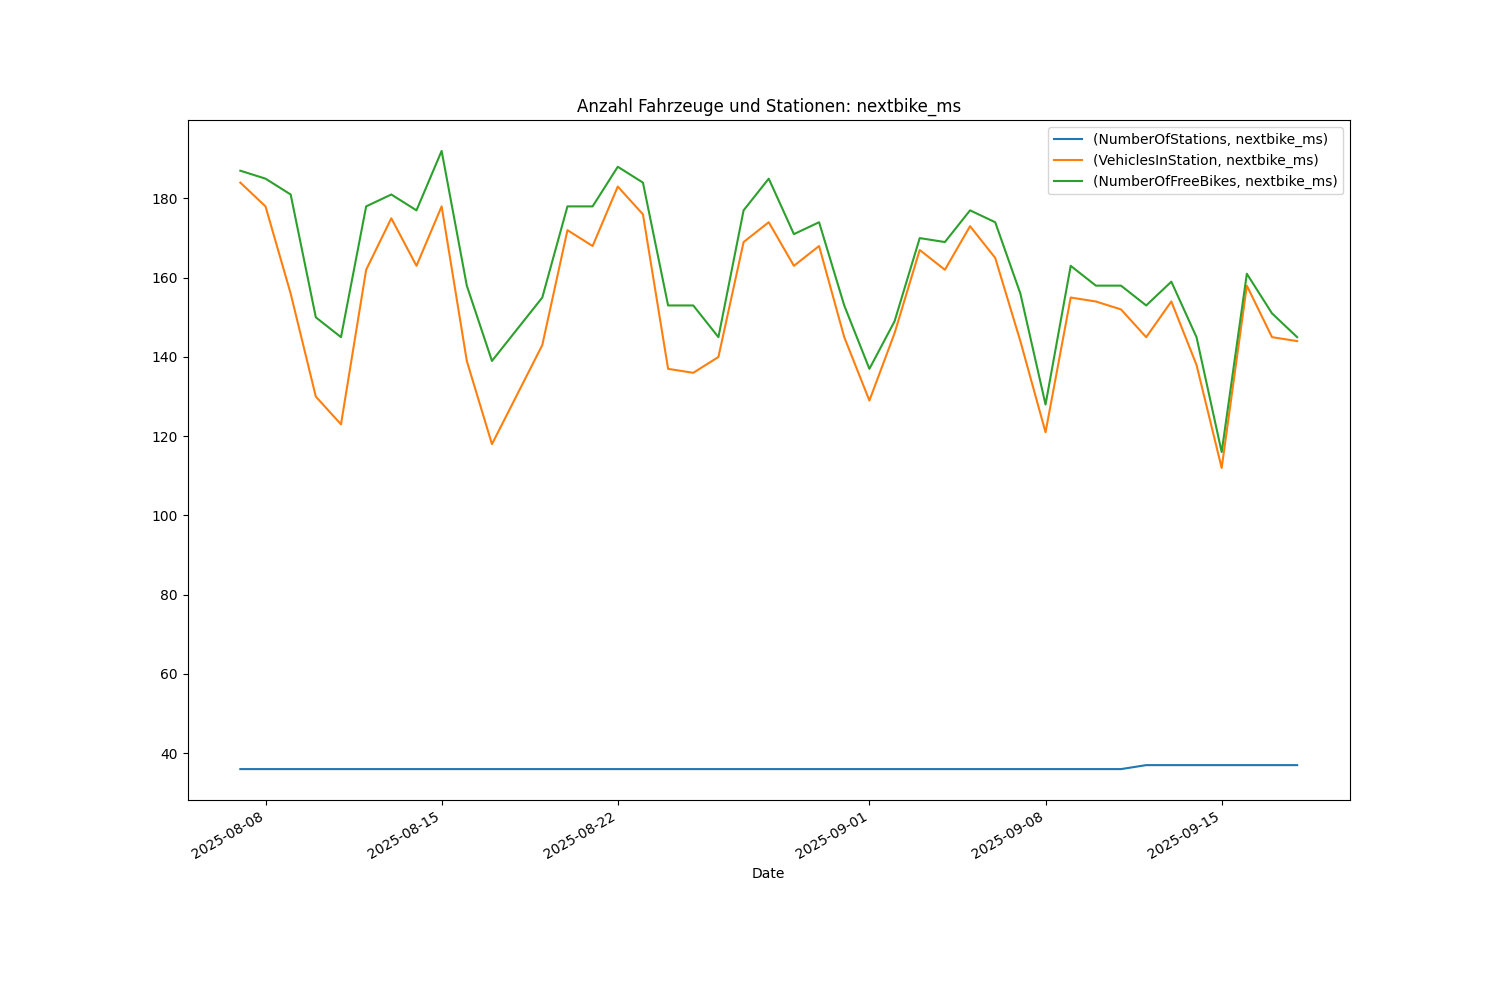 Anzahl Fahrzeuge und Stationen: nextbike_ms
(NumberOfStations, nextbike_ms)
(VehiclesInStation, nextbike_ms)
(NumberOfFreeBikes, nextbike_ms)
180
160
140
120
100
80
60
40
2025-08-08
2025-08-15
2025-08-22
2025-09-01
2025-09-08
2025-09-15
Date